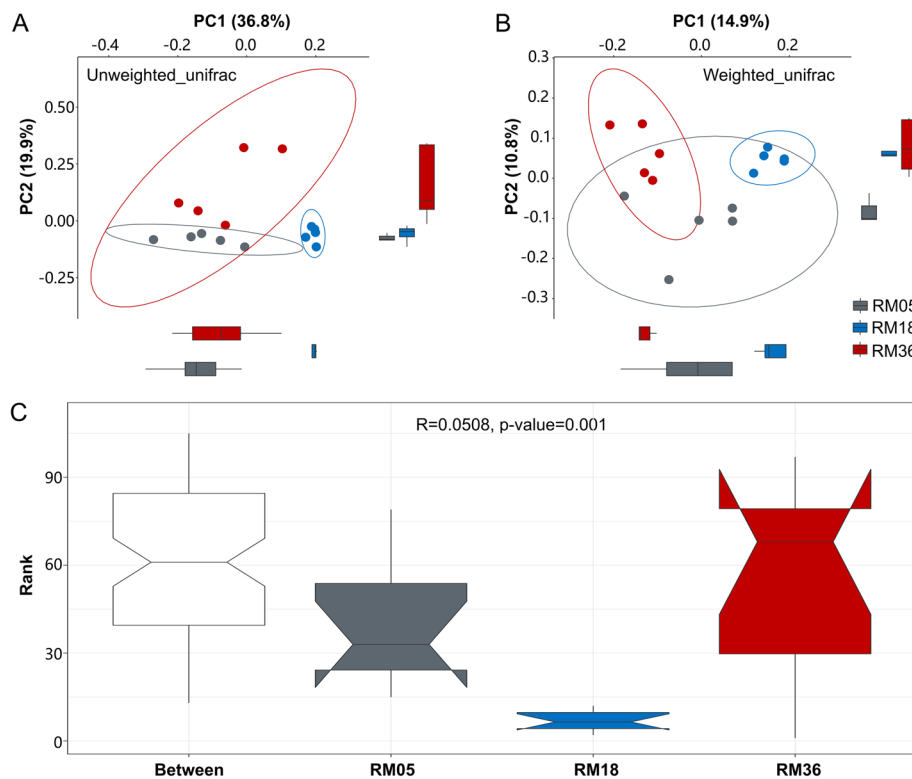 A
PC1 (36.8%)
-0.4 -0.2 0.0 0.2
Unweighted_unifrac
PC2 (19.9%)
0.50
0.25
0.00
-0.25
B
PC1 (14.9%)
-0.2 0.0 0.2
Weighted_unifrac
PC2 (10.8%)
0.3
0.2
0.1
0.0
-0.1
-0.2
-0.3
RM05
RM18
RM36
C
R=0.0508, p-value=0.001
Rank
90
60
30
0
Between RM05 RM18 RM36